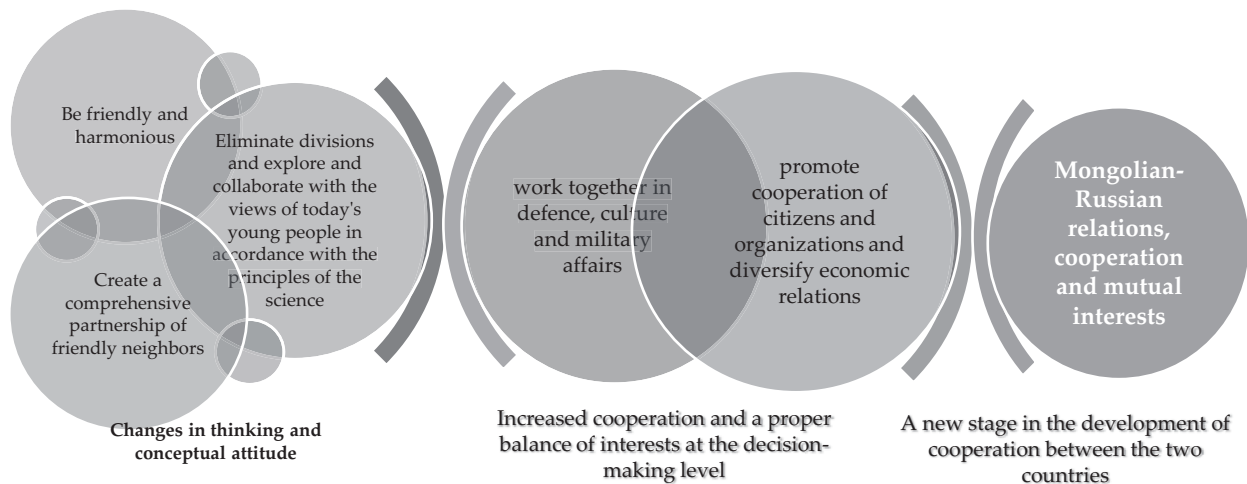 Be friendly and
harmonious
Eliminate divisions
and explore and
collaborate with the
views of today's
young people in
accordance with the
principles of the
science
Create a
comprehensive
partnership of
friendly neighbors
Changes in thinking and
conceptual attitude
work together in
defence, culture
and military
affairs
promote
cooperation of
citizens and
organizations and
diversify economic
relations
Increased cooperation and a proper
balance of interests at the decision-
making level
Mongolian-
Russian
relations,
cooperation
and mutual
interests
A new stage in the development of
cooperation between the two
countries